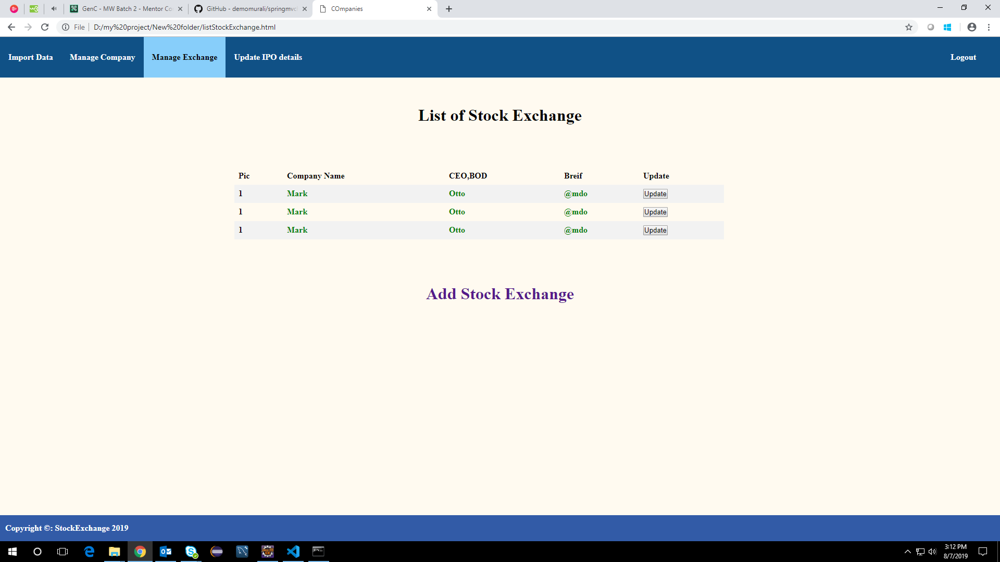 GenC - MW Batch 2 - Mentor Co
GitHub - demomurali/springmvc
COmpanies
File
D:/my%20project/New%20folder/listStockExchange.html
Import Data Manage Company Manage Exchange Update IPO details Logout
List of Stock Exchange
Pic Company Name CEO,BOD Breif Update
1 Mark Otto @mdo Update
1 Mark Otto @mdo Update
1 Mark Otto @mdo Update
Add Stock Exchange
Copyright ©: StockExchange 2019
3:12 PM
8/7/2019